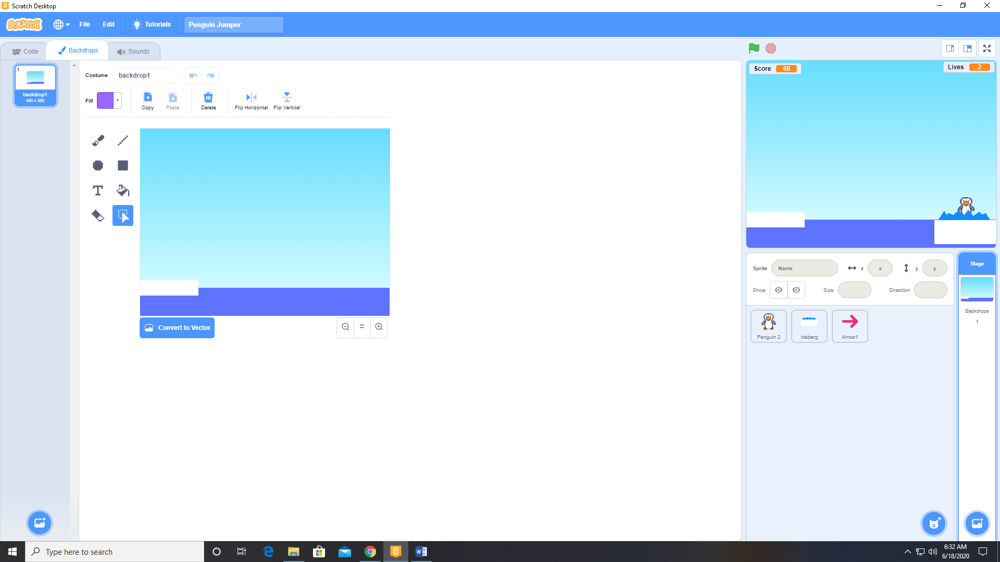 Scratch Desktop
SCRATCH File Edit Tutorials Penguin Jumper
Code Backdrops Sounds
1
backdrop1
480 x 360
Costume backdrop1
Fill Copy Paste Delete Flip Horizontal Flip Vertical
T
Convert to Vector
=
Score 60
Lives 2
Sprite Name x x y y
Show Size Direction
Penguin 2 Iceberg Arrow1
Stage
Backdrops
1
Type here to search
6:32 AM
6/18/2020